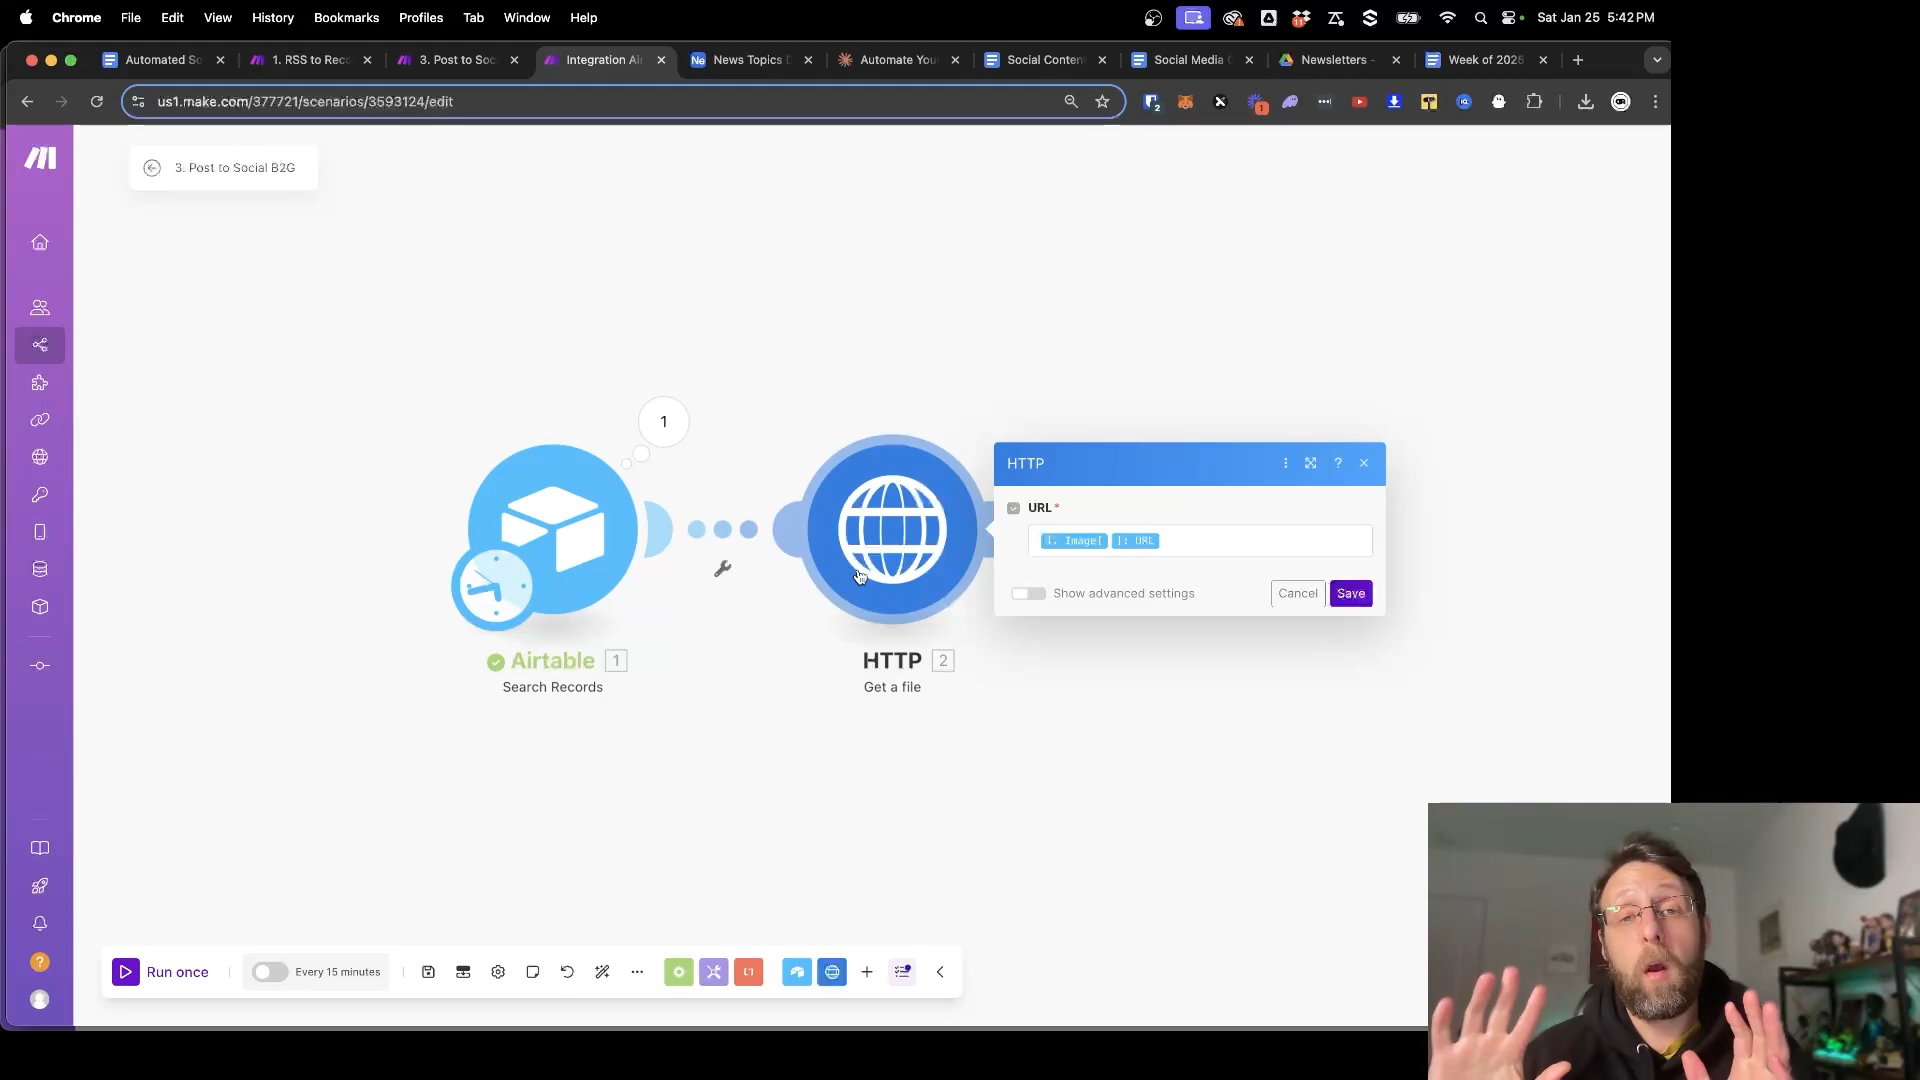 Chrome File Edit View History Bookmarks Profiles Tab Window Help
Sat Jan 25 5:42 PM
Automated So
1. RSS to Reco
3. Post to Soc
Integration Air
News Topics D
Automate You
Social Conten
Social Media C
Newsletters -
Week of 2025
us1.make.com/377721/scenarios/3593124/edit
3. Post to Social B2G
1
HTTP
?
URL *
1. Image[ ]: URL
Show advanced settings
Cancel
Save
Airtable 1
Search Records
HTTP 2
Get a file
Run once
Every 15 minutes